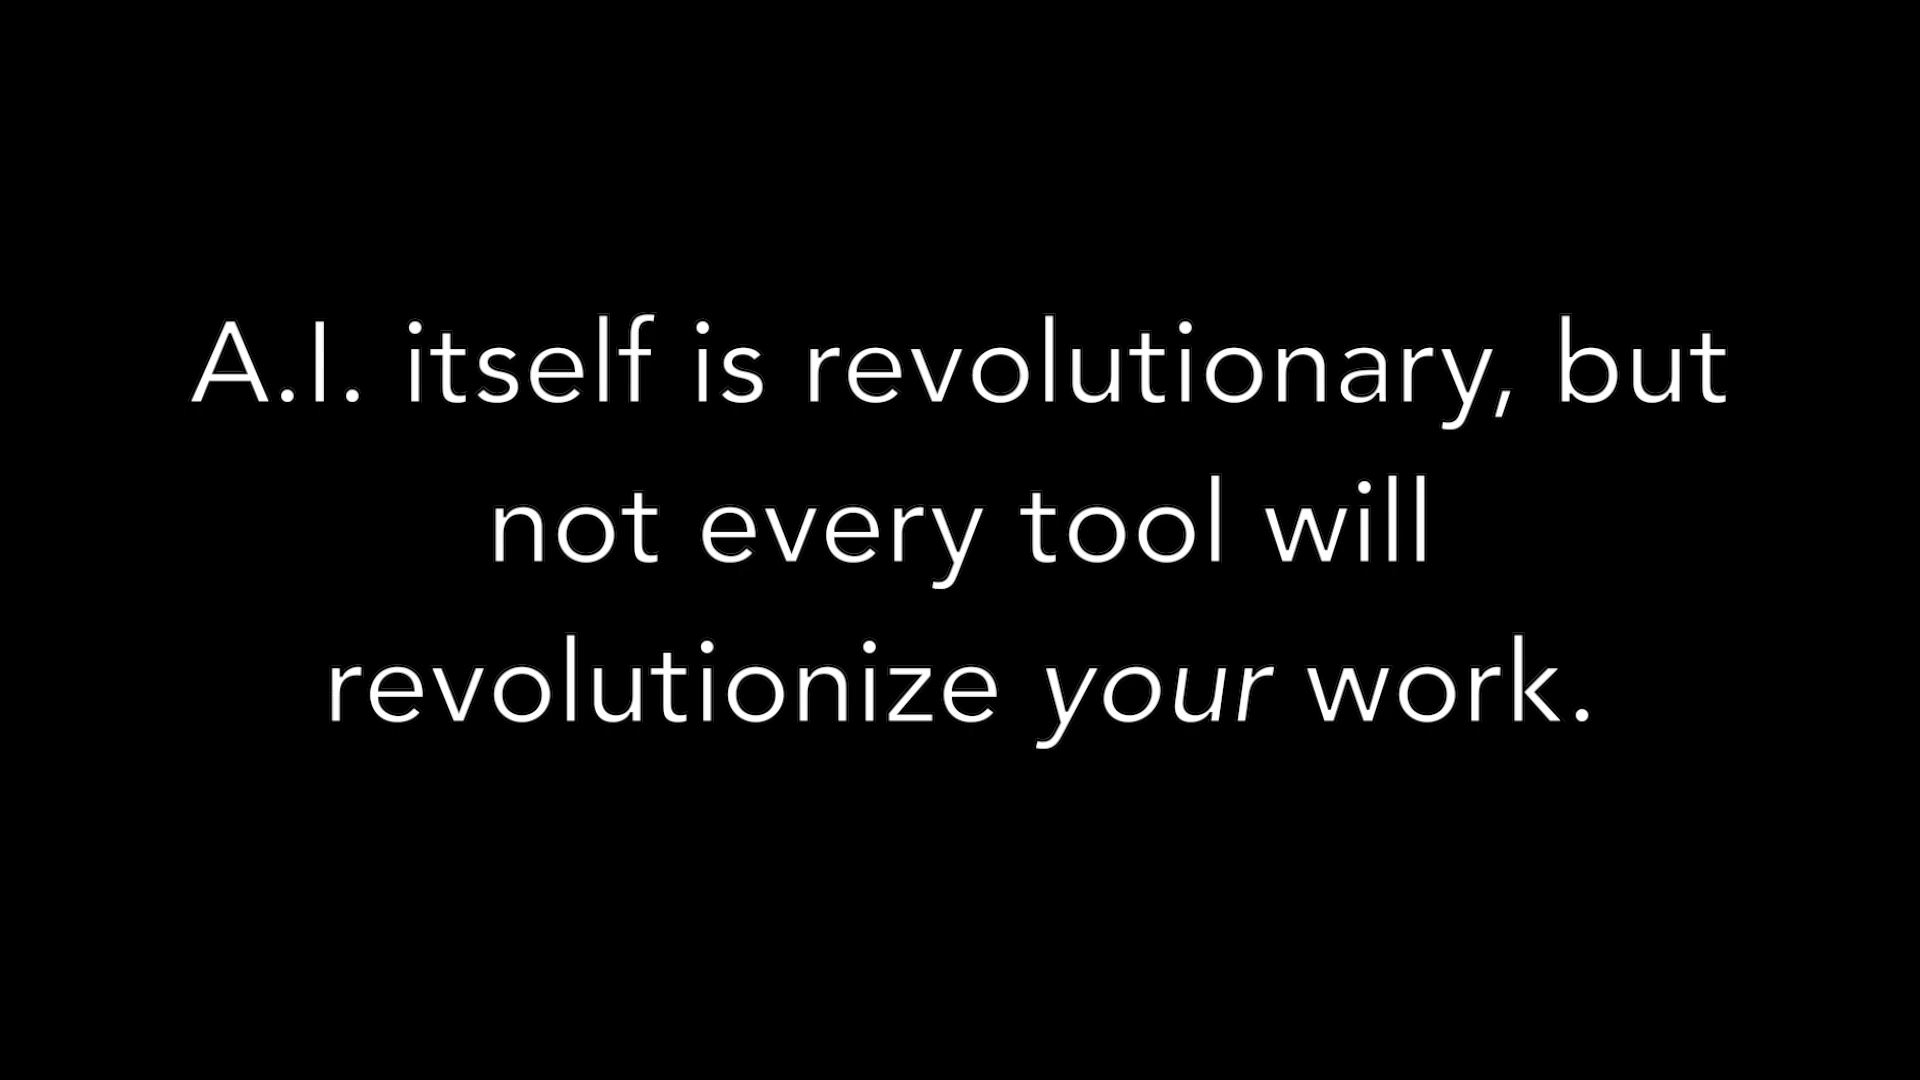 A.I. itself is revolutionary, but
not every tool will
revolutionize your work.